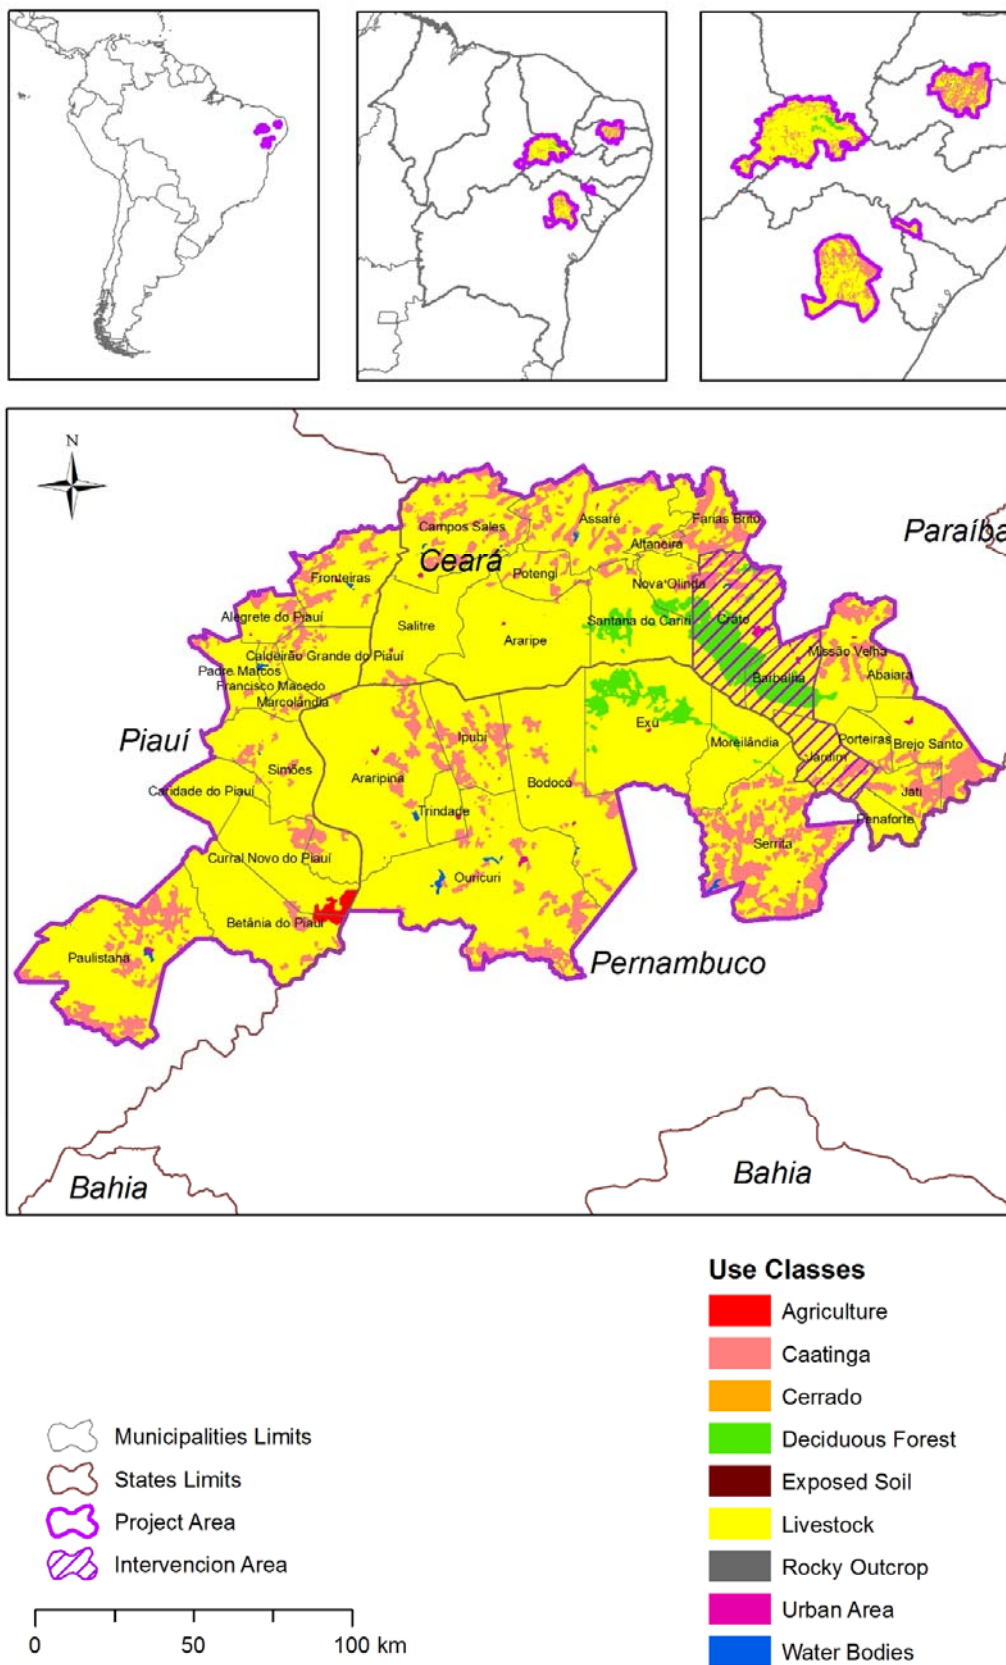 N
Campos Sales
Assaré
Farias Brito
Paraíba
Ceará
Altaneira
Fronteiras
Potengi
Nova Olinda
Alegrete do Piauí
Salitre
Araripe
Santana do Cariri
Crato
Caldeirão Grande do Piauí
Missão Velha
Padre Marcos
Barbalha
Abaiara
Francisco Macedo
Marcolândia
Exu
Piauí
Ipubi
Moreilândia
Porteiras
Brejo Santo
Simões
Araripina
Bodocó
Jardim
Caridade do Piauí
Jati
Trindade
Penaforte
Serrita
Curral Novo do Piauí
Ouricuri
Betânia do Piauí
Paulistana
Pernambuco
Bahia
Bahia
Use Classes
Agriculture
Caatinga
Cerrado
Deciduous Forest
Exposed Soil
Livestock
Rocky Outcrop
Urban Area
Water Bodies
Municipalities Limits
States Limits
Project Area
Intervencion Area
0 50 100 km